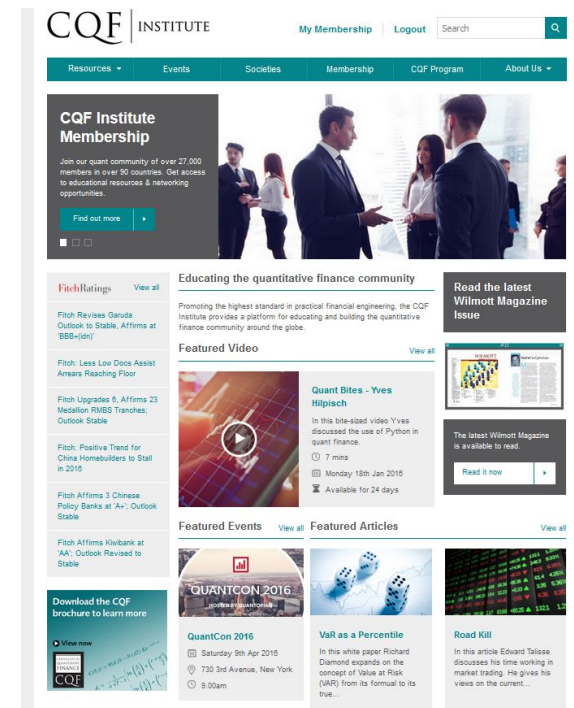 CQF INSTITUTE
My Membership Logout Search
Resources Events Societies Membership CQF Program About Us
CQF Institute
Membership
Join our quant community of over 27,000
members in over 90 countries. Get access
to educational resources & networking
opportunities.
Find out more
FitchRatings View all
Fitch Revises Garuda
Outlook to Stable, Affirms at
'BBB+(idn)'
Fitch: Less Low Docs Assist
Arrears Reaching Floor
Fitch Upgrades 6, Affirms 23
Medallion RMBS Tranches;
Outlook Stable
Fitch: Positive Trend for
China Homebuilders to Stall
in 2016
Fitch Affirms 3 Chinese
Policy Banks at 'A+'; Outlook
Stable
Fitch Affirms Kiwibank at
'AA'; Outlook Revised to
Stable
Download the CQF
brochure to learn more
View now
FINANCE
CQF
Educating the quantitative finance community
Promoting the highest standard in practical financial engineering, the CQF
Institute provides a platform for educating and building the quantitative
finance community around the globe.
Featured Video View all
Quant Bites - Yves
Hilpisch
In this bite-sized video Yves
discussed the use of Python in
quant finance.
7 mins
Monday 18th Jan 2016
Available for 24 days
Featured Events View all
QUANTCON 2016
HOSTED BY QUANTOPIAN
QuantCon 2016
Saturday 9th Apr 2016
730 3rd Avenue, New York
9.00am
Featured Articles View all
VaR as a Percentile
In this white paper Richard
Diamond expands on the
concept of Value at Risk
(VAR) from its formual to its
true...
Road Kill
In this article Edward Talisse
discusses his time working in
market trading. He gives his
views on the current...
Read the latest
Wilmott Magazine
Issue
WILMOTT
The latest Wilmott Magazine
is available to read.
Read it now